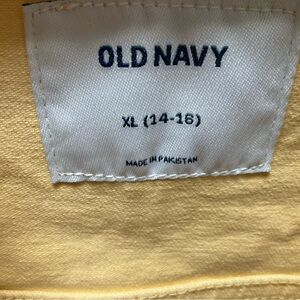 OLD NAVY
XL (14-16)
MADE IN PAKISTAN